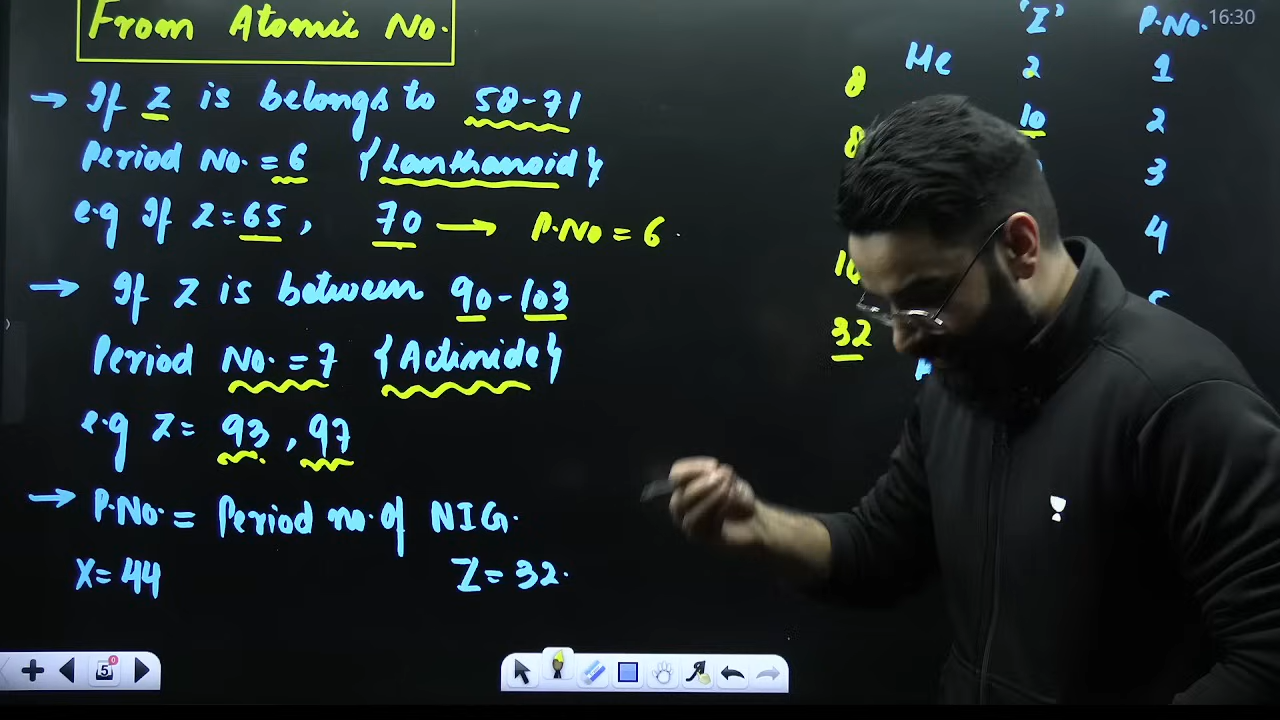 From Atomic No.
→ If Z is belongs to 58-71
Period No. = 6 {Lanthanoid}
e.g If Z = 65, 70 → P.No = 6.
→ If Z is between 90-103
Period No. = 7 {Actinide}
e.g Z = 93, 97
→ P.No. = Period no. of NIG.
X = 44 Z = 32.
'Z' P.No.
16:30
8 He 2 1
8 10 2
3
4
32
5
0